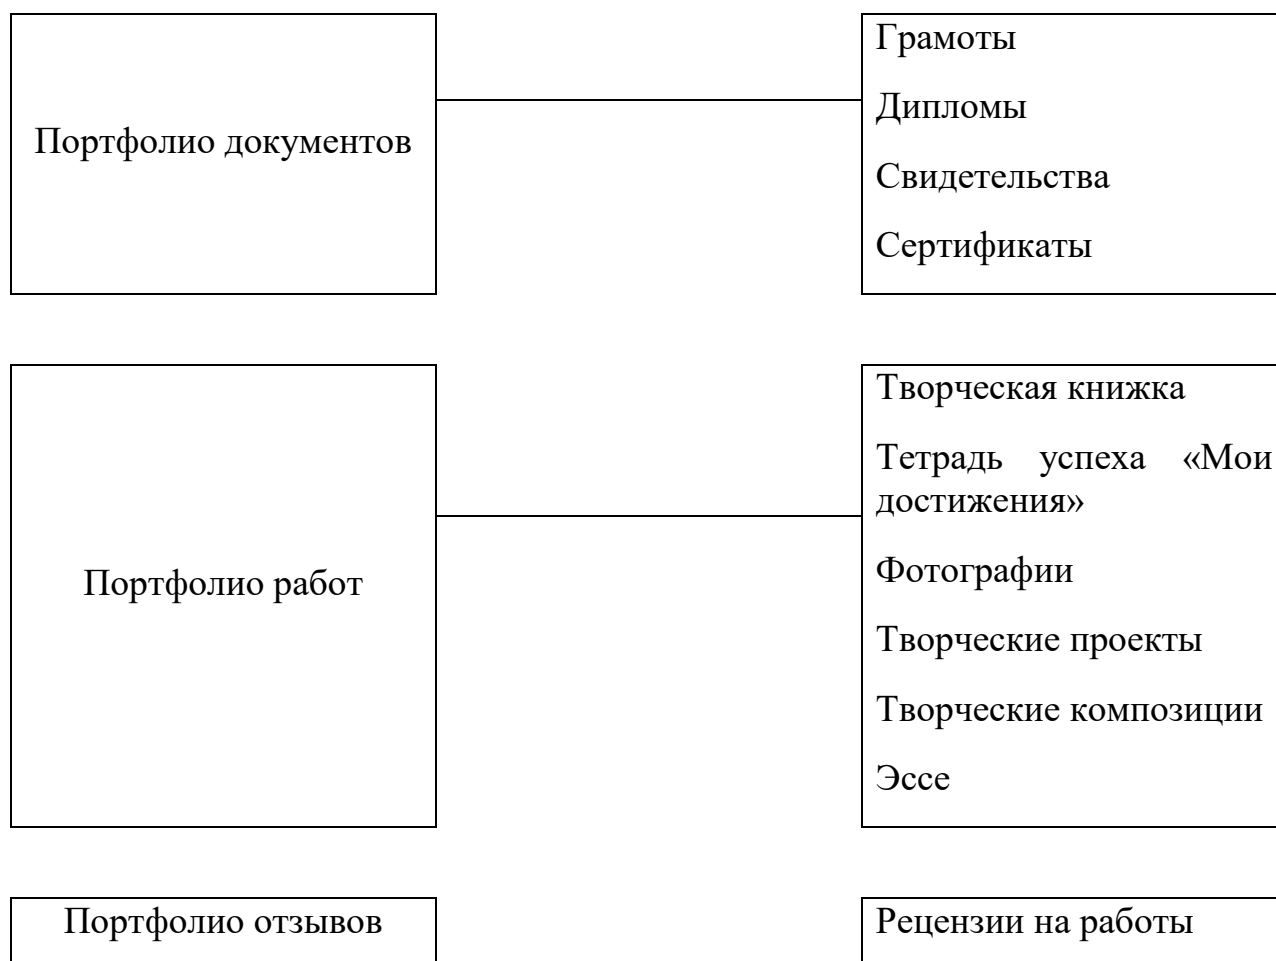 Портфолио документов
Грамоты
Дипломы
Свидетельства
Сертификаты
Портфолио работ
Творческая книжка
Тетрадь успеха «Мои
достижения»
Фотографии
Творческие проекты
Творческие композиции
Эссе
Портфолио отзывов
Рецензии на работы